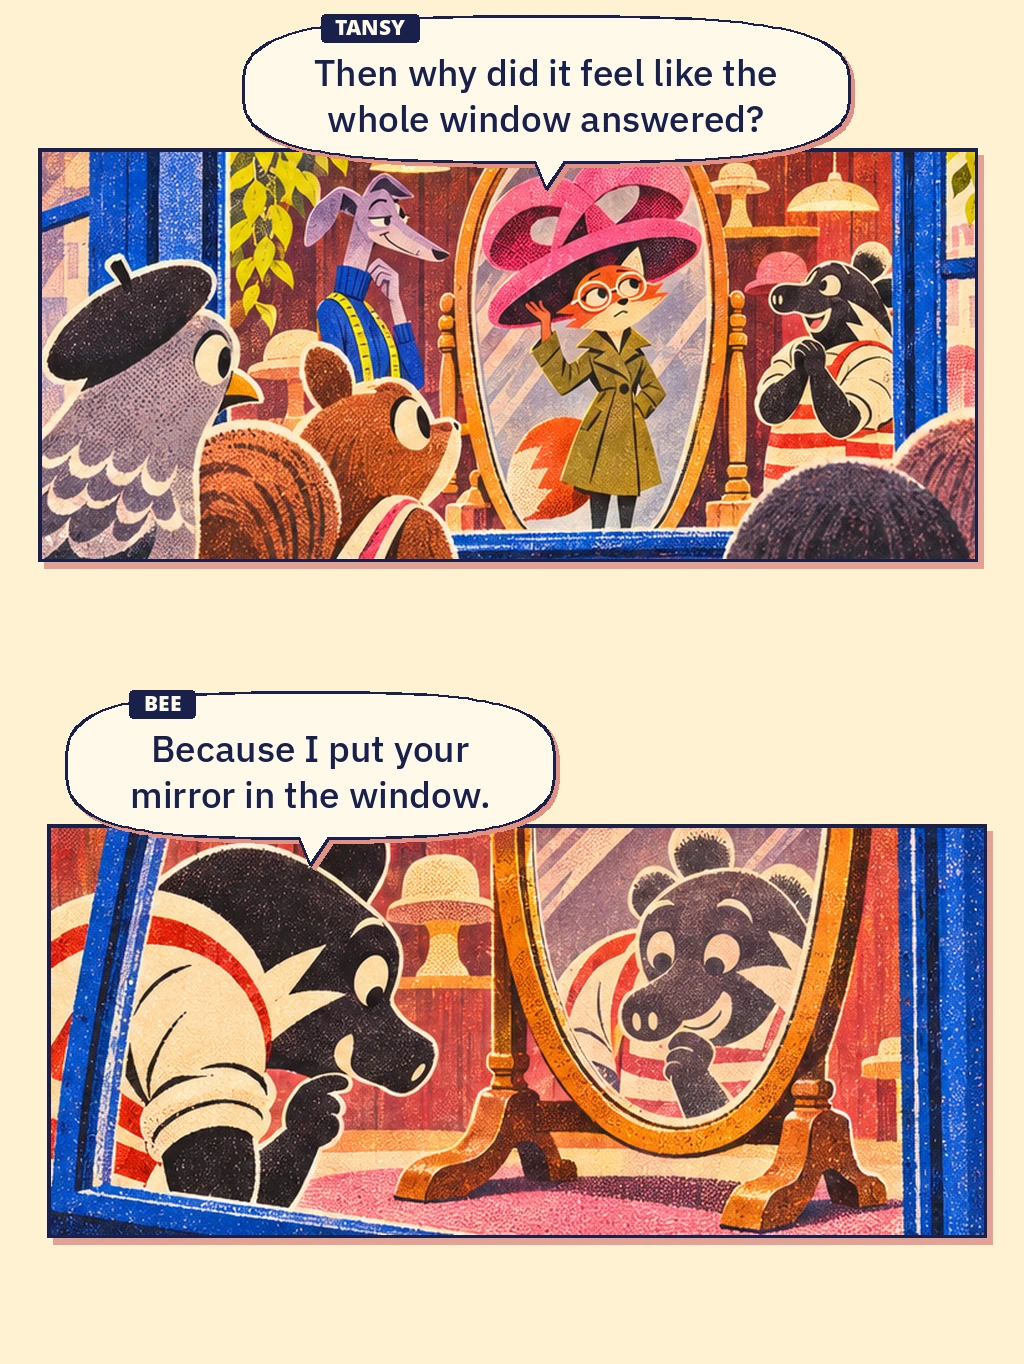 TANSY
Then why did it feel like the
whole window answered?
BEE
Because I put your
mirror in the window.